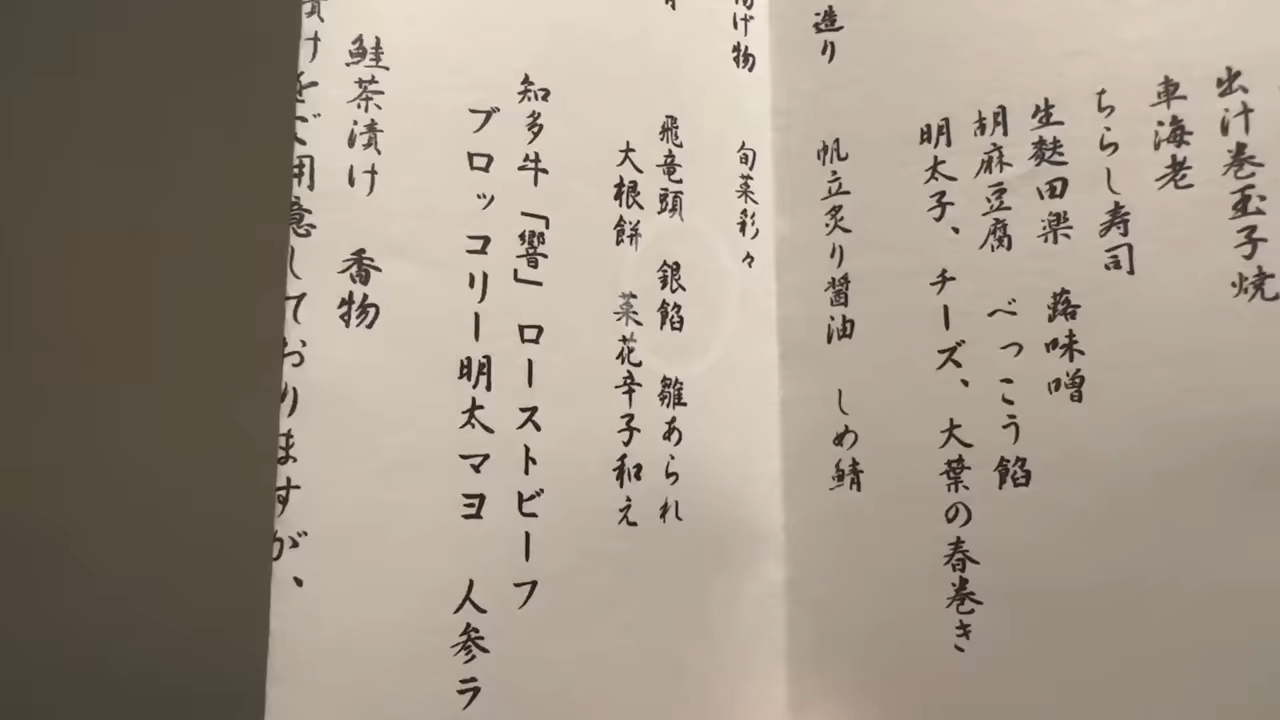 出汁巻玉子焼
車海老
ちらし寿司
生麩田楽 蕗味噌
胡麻豆腐 べっこう餡
明太子、チーズ、大葉の春巻き
造り 帆立炙り醤油 しめ鯖
げ物 旬菜彩々
飛竜頭 銀餡 雛あられ
大根餅 菜花辛子和え
知多牛「響」ローストビーフ
ブロッコリー明太マヨ 人参ラ
鮭茶漬け 香物
用意しておりますが、